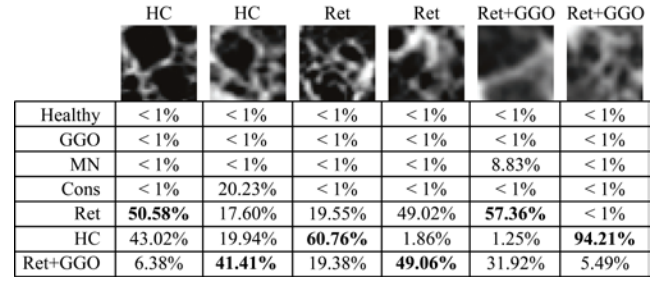 HC HC Ret Ret Ret+GGO Ret+GGO
Healthy < 1% < 1% < 1% < 1% < 1% < 1%
GGO < 1% < 1% < 1% < 1% < 1% < 1%
MN < 1% < 1% < 1% < 1% 8.83% < 1%
Cons < 1% 20.23% < 1% < 1% < 1% < 1%
Ret 50.58% 17.60% 19.55% 49.02% 57.36% < 1%
HC 43.02% 19.94% 60.76% 1.86% 1.25% 94.21%
Ret+GGO 6.38% 41.41% 19.38% 49.06% 31.92% 5.49%